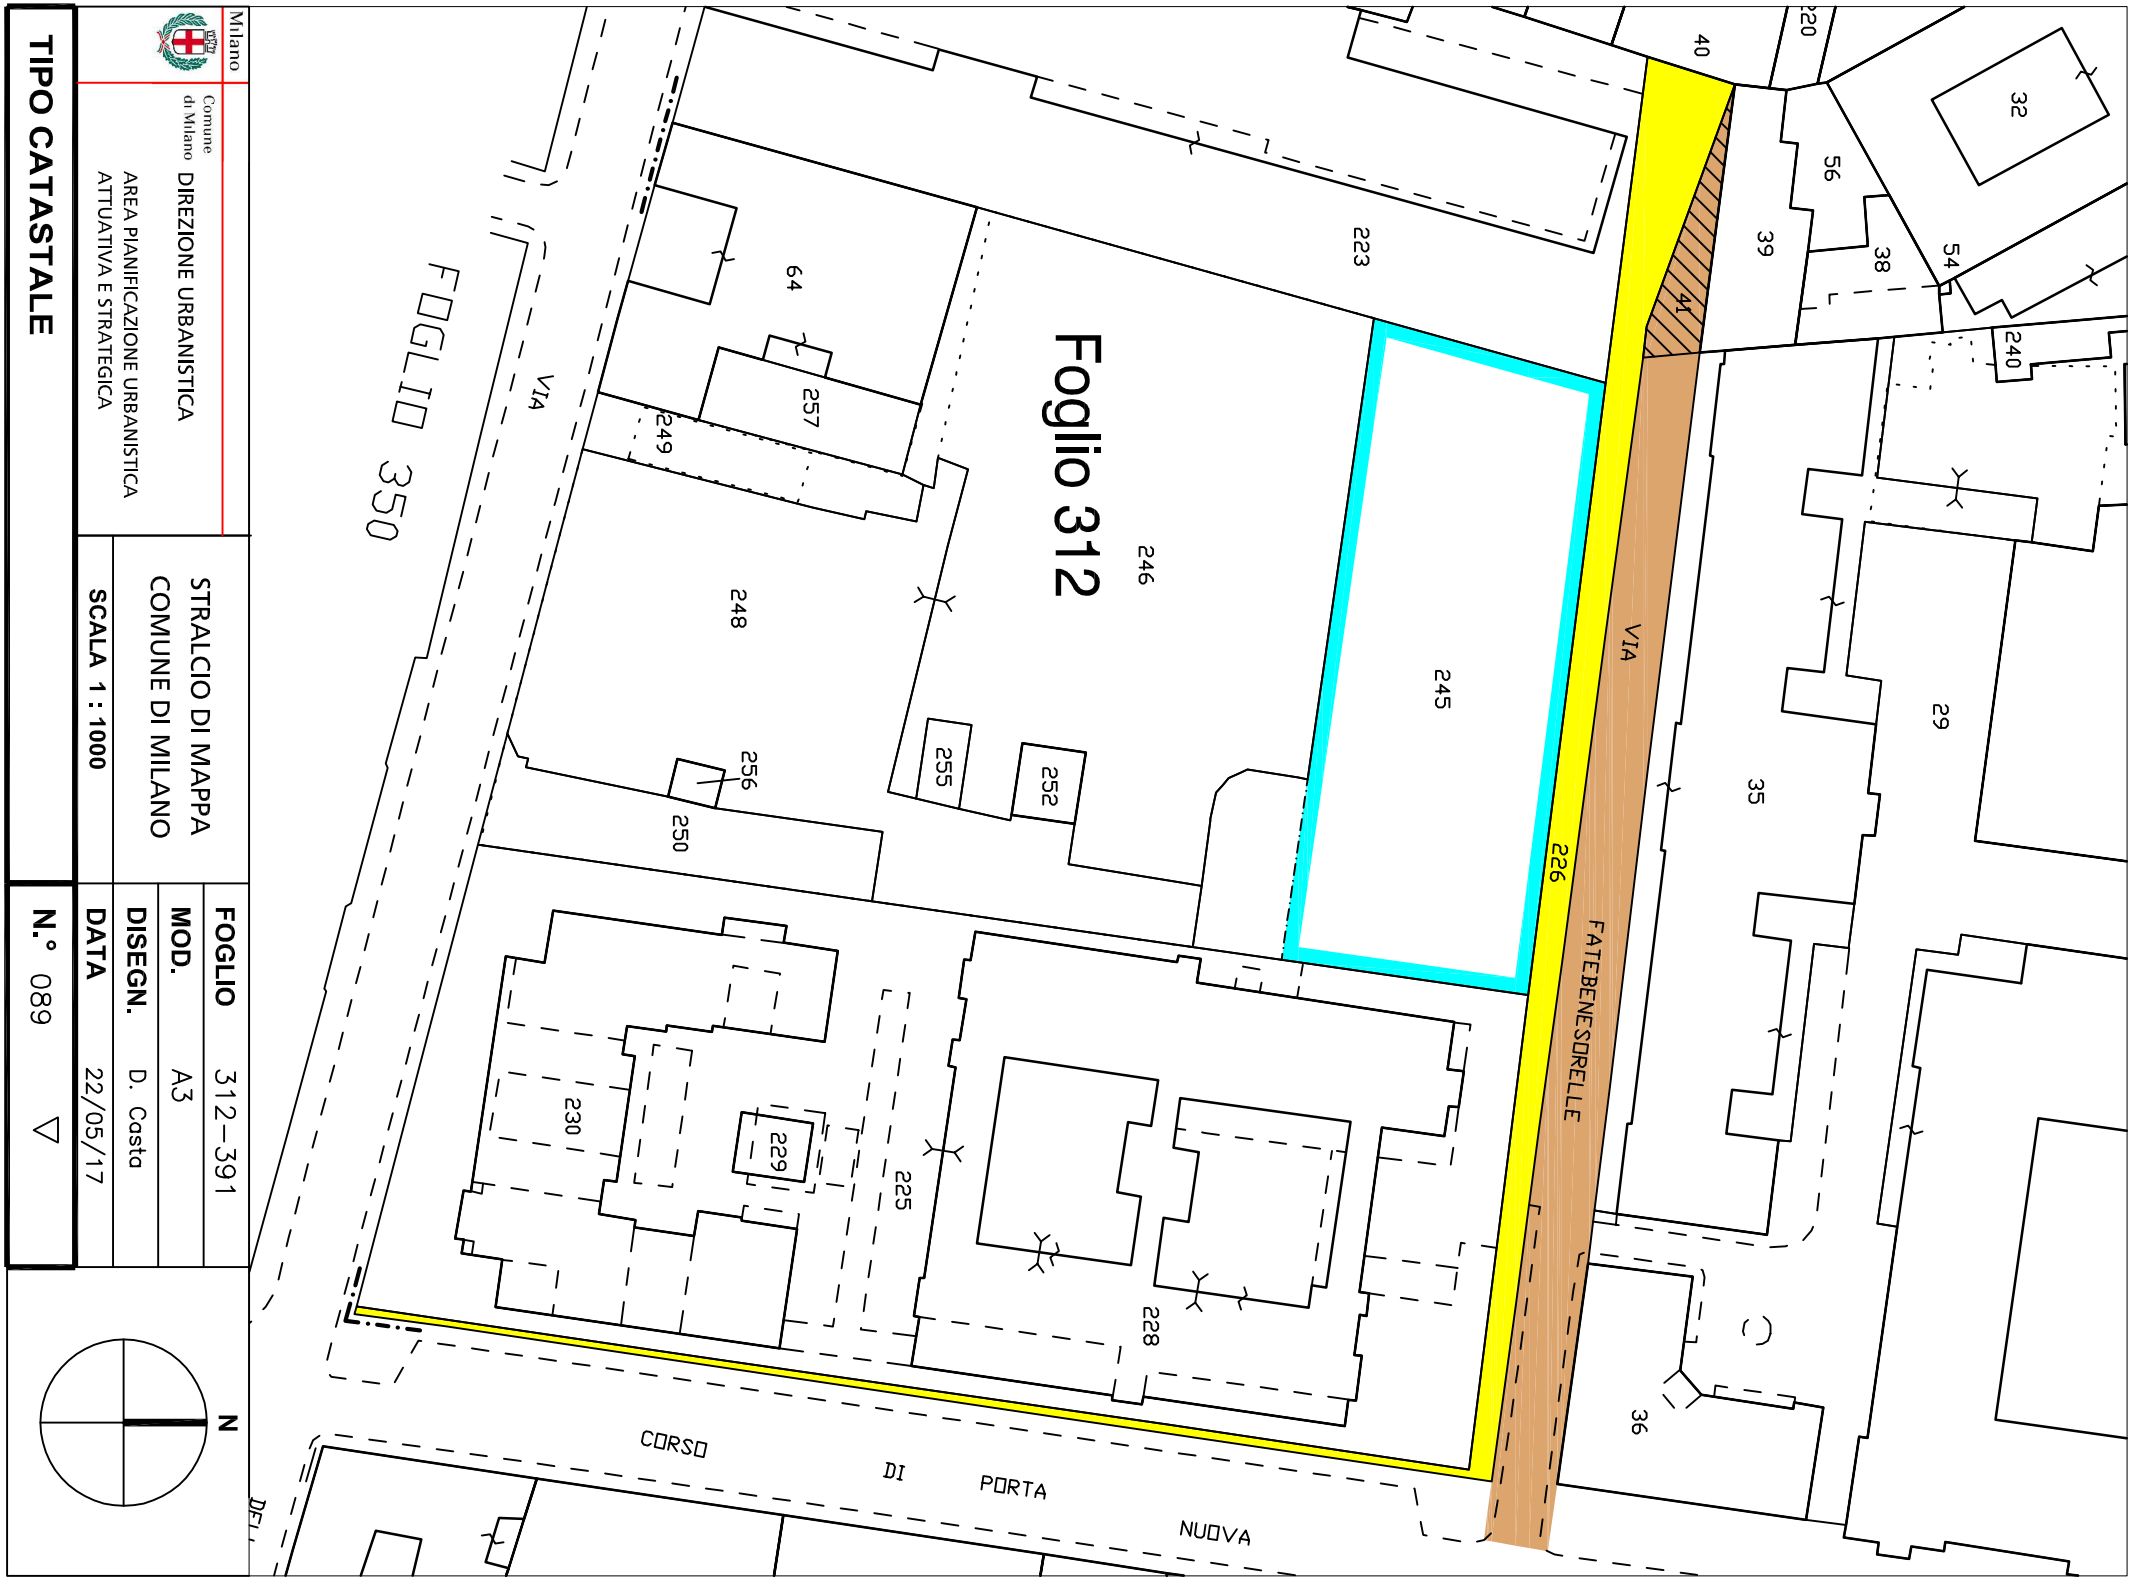 Milano
Comune
di Milano
DIREZIONE URBANISTICA
AREA PIANIFICAZIONE URBANISTICA
ATTUATIVA E STRATEGICA
TIPO CATASTALE
STRALCIO DI MAPPA
COMUNE DI MILANO
SCALA 1 : 1000
FOGLIO 312-391
MOD. A3
DISEGN. D. Casta
DATA 22/05/17
N.° 089
N
Foglio 312
FOGLIO 350
VIA
VIA
FATEBENESORELLE
CORSO
DI
PORTA
NUOVA
DEL
220
40
32
56
39
38
54
41
240
223
64
257
249
246
248
245
29
35
226
256
255
252
250
230
229
225
228
36